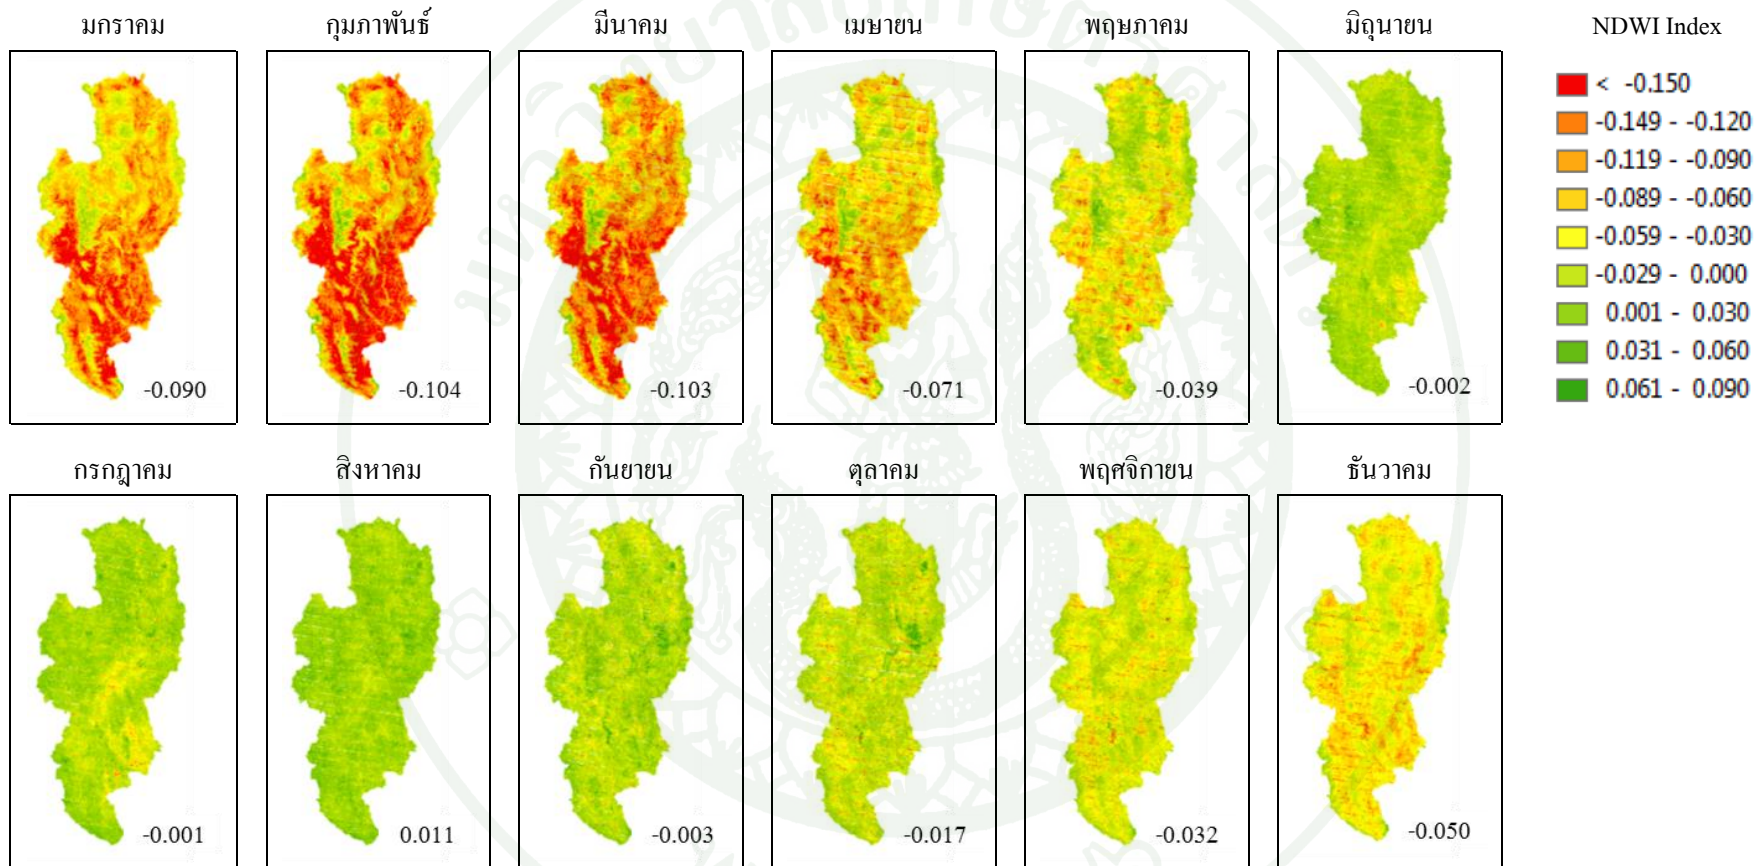 มกราคม กุมภาพันธ์ มีนาคม เมษายน พฤษภาคม มิถุนายน NDWI Index
< -0.150
-0.149 - -0.120
-0.119 - -0.090
-0.089 - -0.060
-0.059 - -0.030
-0.029 - 0.000
0.001 - 0.030
0.031 - 0.060
0.061 - 0.090
-0.090 -0.104 -0.103 -0.071 -0.039 -0.002
กรกฎาคม สิงหาคม กันยายน ตุลาคม พฤศจิกายน ธันวาคม
-0.001 0.011 -0.003 -0.017 -0.032 -0.050